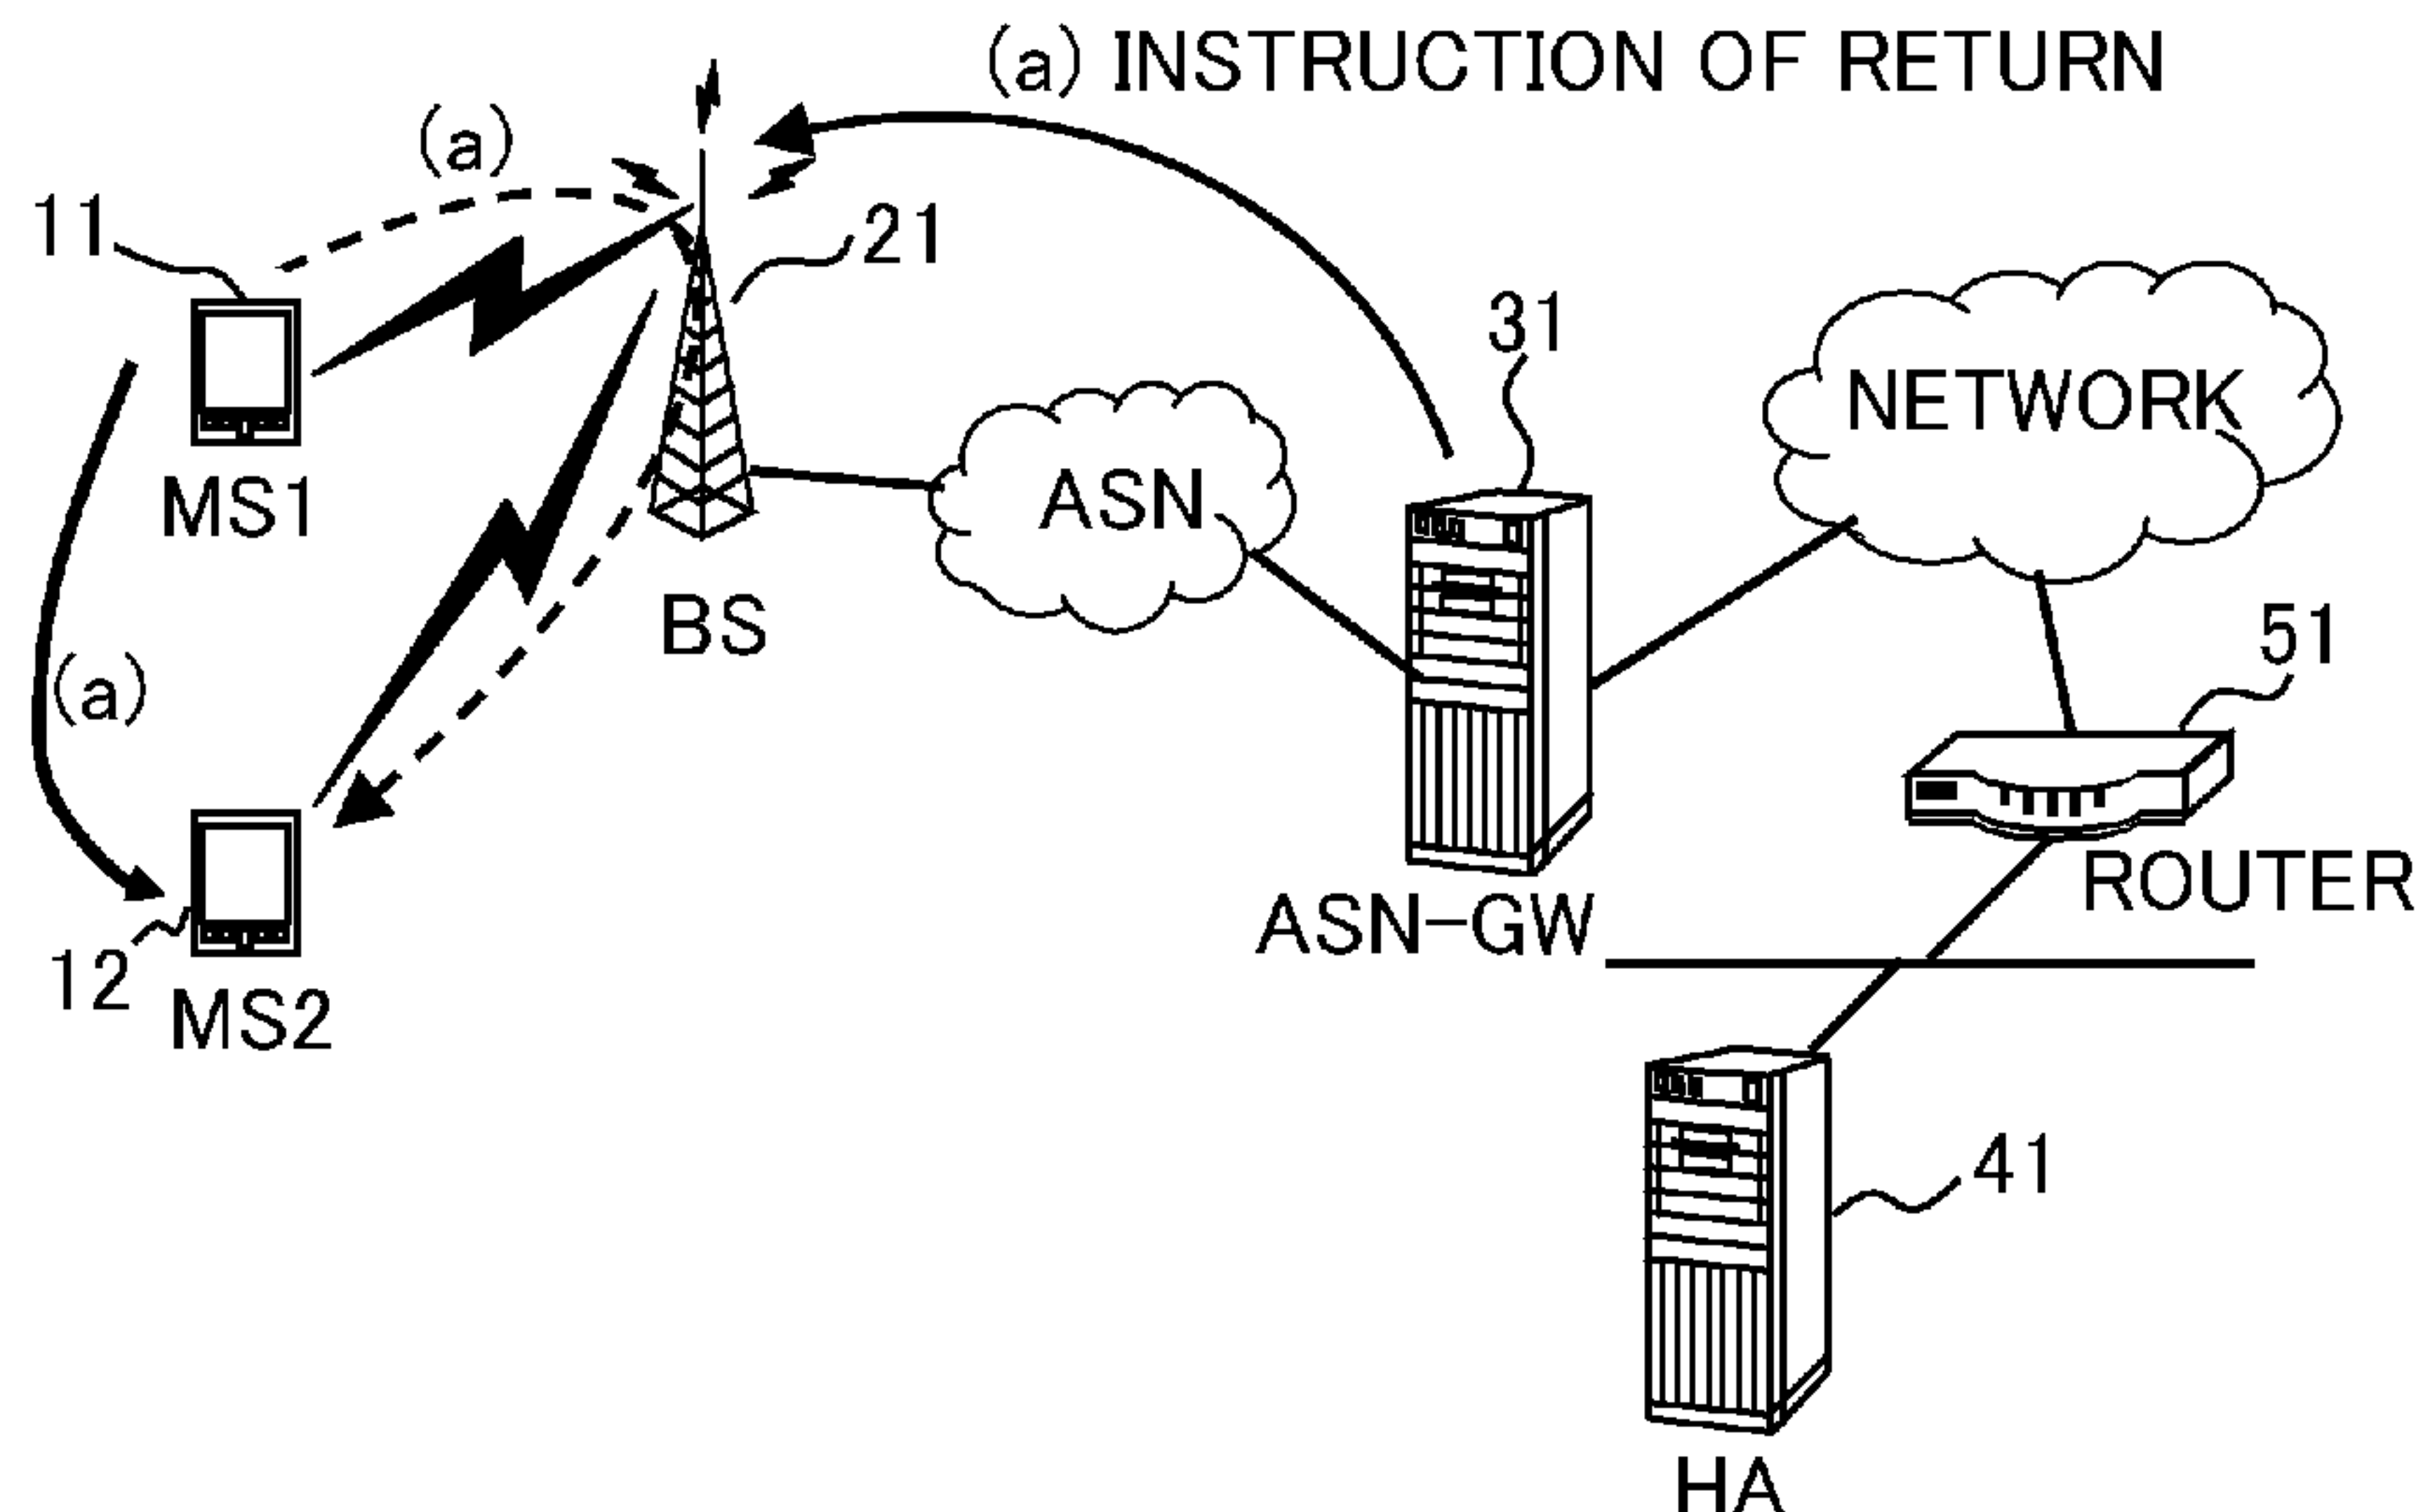 (a) INSTRUCTION OF RETURN
(a)
11
21
31
NETWORK
ASN
MS1
BS
51
(a)
ROUTER
ASN-GW
12
MS2
41
HA